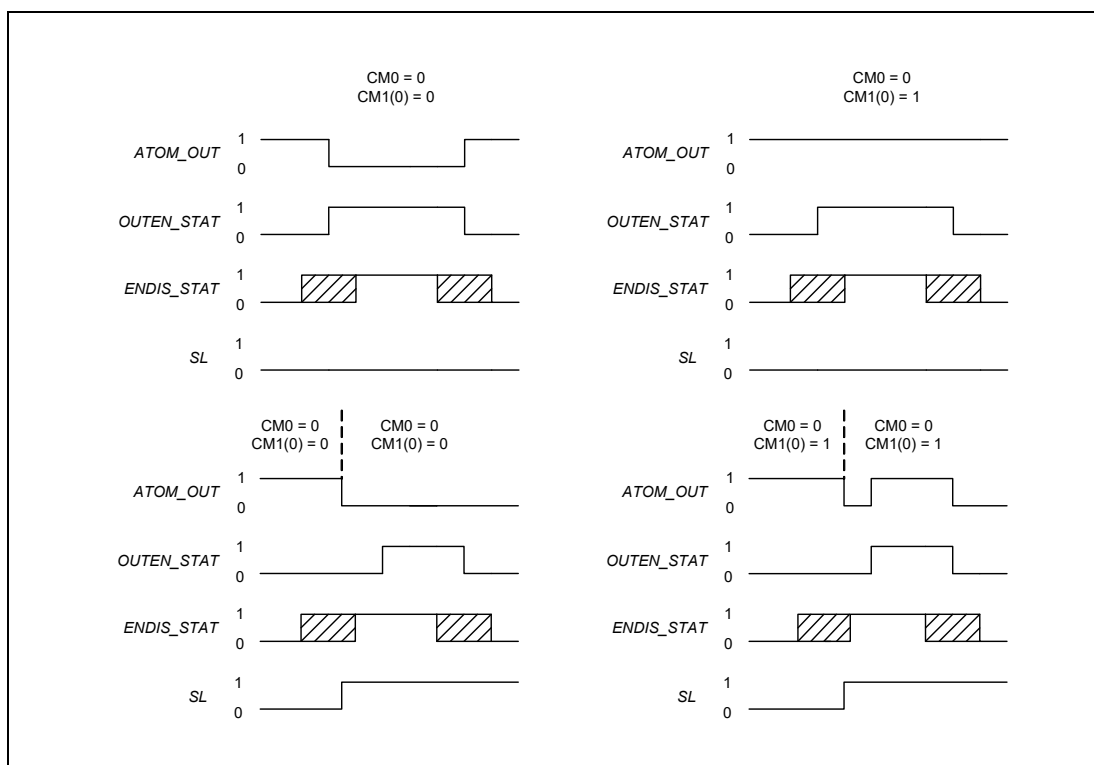 CM0 = 0
CM1(0) = 0
1
ATOM_OUT
0
1
OUTEN_STAT
0
1
ENDIS_STAT
0
1
SL
0
CM0 = 0
CM1(0) = 1
1
ATOM_OUT
0
1
OUTEN_STAT
0
1
ENDIS_STAT
0
1
SL
0
CM0 = 0 CM0 = 0
CM1(0) = 0 CM1(0) = 0
1
ATOM_OUT
0
1
OUTEN_STAT
0
1
ENDIS_STAT
0
1
SL
0
CM0 = 0 CM0 = 0
CM1(0) = 1 CM1(0) = 1
1
ATOM_OUT
0
1
OUTEN_STAT
0
1
ENDIS_STAT
0
1
SL
0